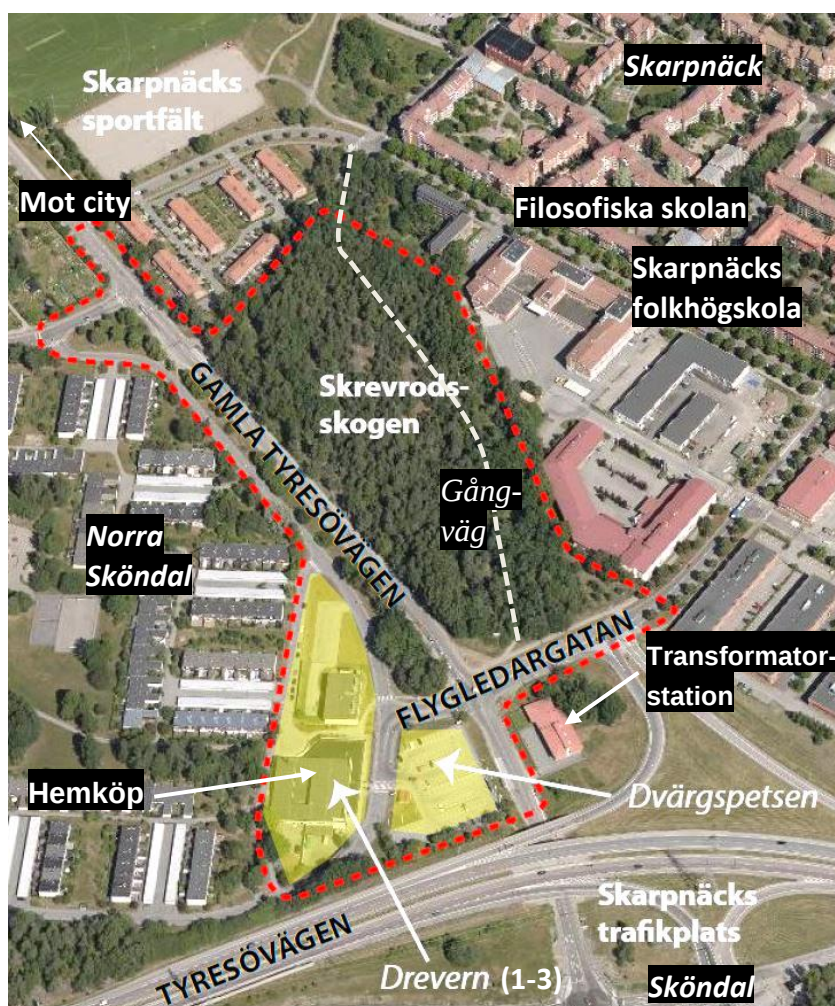 Skarpnäck
Skarpnäcks
sportfält
Mot city
Filosofiska skolan
Skarpnäcks
folkhögskola
Skrevrods-
skogen
GAMLA TYRESÖVÄGEN
Gång-
väg
Norra
Sköndal
FLYGLEDARGATAN
Transformator-
station
Hemköp
Dvärgspetsen
Skarpnäcks
trafikplats
TYRESÖVÄGEN
Drevern (1-3)
Sköndal